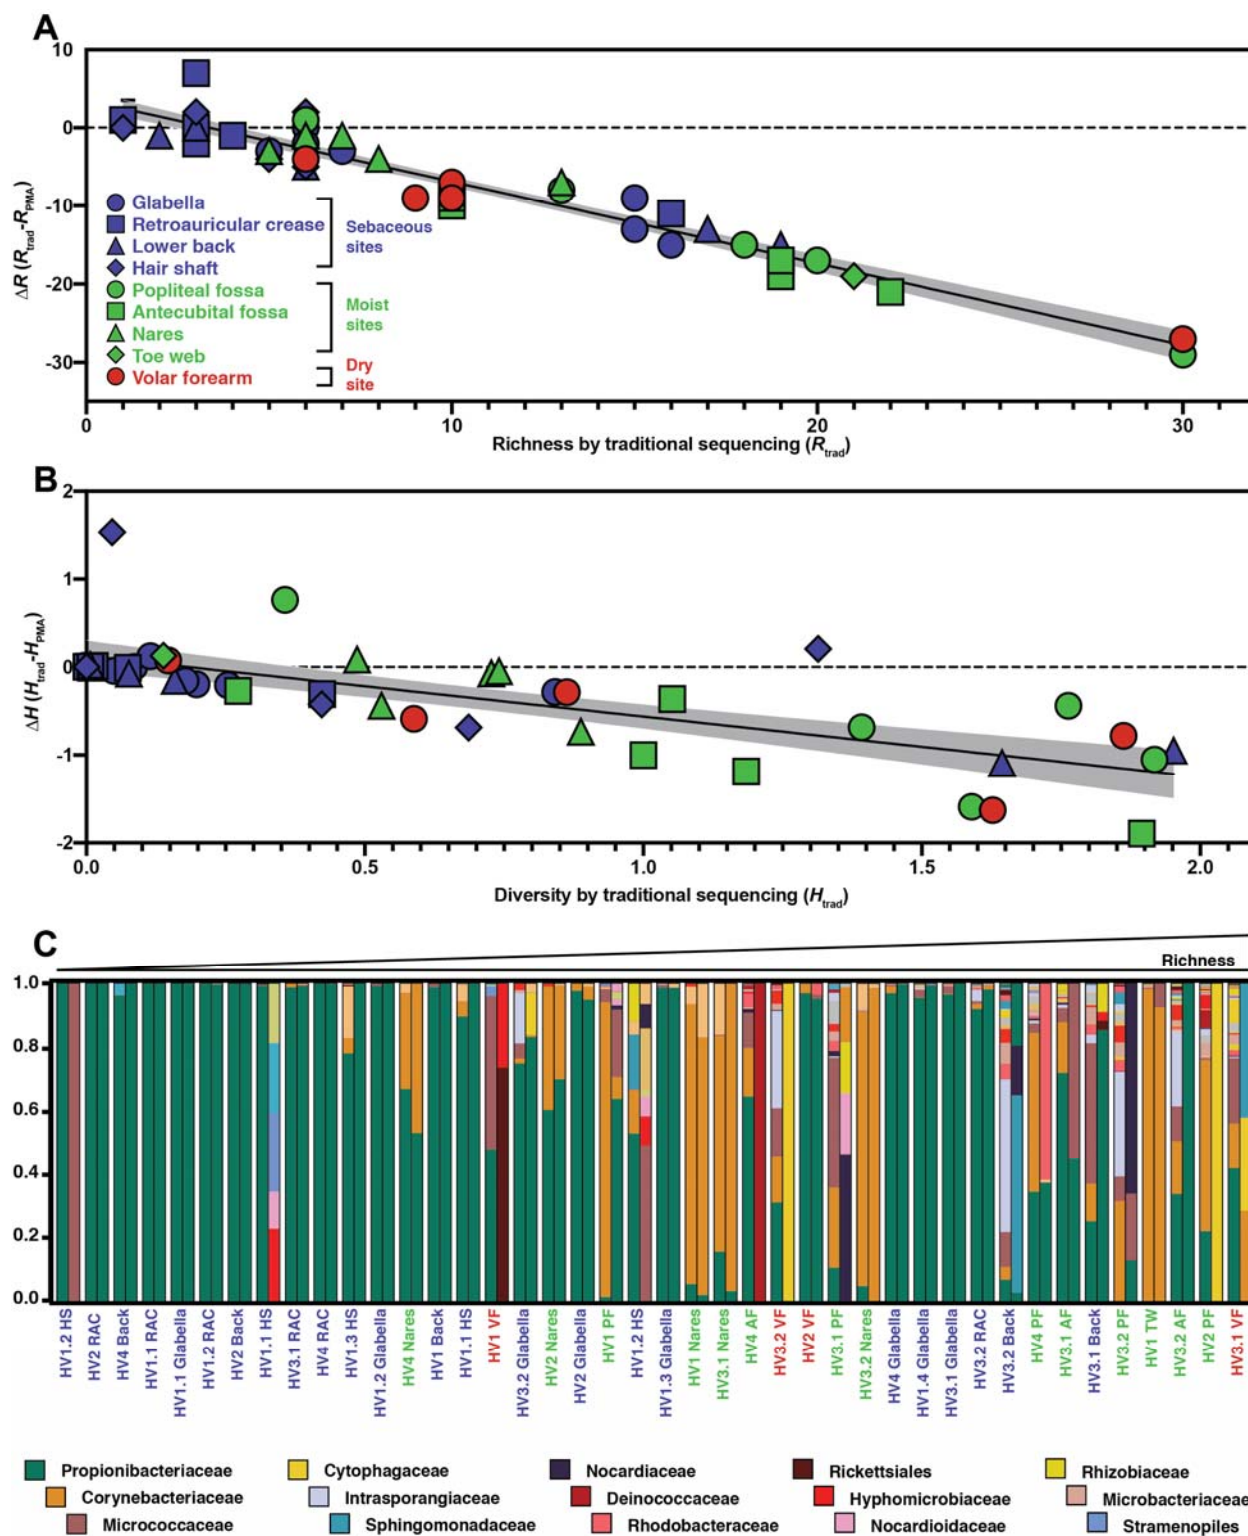 A
10
0
-10
-20
-30
ΔR (Rtrad-RPMA)
Glabella
Retroauricular crease
Lower back
Hair shaft
Sebaceous
sites
Popliteal fossa
Antecubital fossa
Nares
Toe web
Moist
sites
Volar forearm
Dry
site
0
10
20
30
Richness by traditional sequencing (Rtrad)
B
2
1
0
-1
-2
ΔH (Htrad-HPMA)
0.0
0.5
1.0
1.5
2.0
Diversity by traditional sequencing (Htrad)
C
Richness
1.0
0.8
0.6
0.4
0.2
0.0
HV1.2 HS
HV2 RAC
HV4 Back
HV1.1 RAC
HV1.1 Glabella
HV1.2 RAC
HV2 Back
HV1.1 HS
HV3.1 RAC
HV4 RAC
HV1.3 HS
HV1.2 Glabella
HV4 Nares
HV1 Back
HV1.1 HS
HV1 VF
HV3.2 Glabella
HV2 Nares
HV2 Glabella
HV1 PF
HV1.2 HS
HV1.3 Glabella
HV1 Nares
HV3.1 Nares
HV4 AF
HV3.2 VF
HV2 VF
HV3.1 PF
HV3.2 Nares
HV4 Glabella
HV1.4 Glabella
HV3.1 Glabella
HV3.2 RAC
HV3.2 Back
HV4 PF
HV3.1 AF
HV3.1 Back
HV3.2 PF
HV1 TW
HV3.2 AF
HV2 PF
HV3.1 VF
Propionibacteriaceae
Cytophagaceae
Nocardiaceae
Rickettsiales
Rhizobiaceae
Corynebacteriaceae
Intrasporangiaceae
Deinococcaceae
Hyphomicrobiaceae
Microbacteriaceae
Micrococcaceae
Sphingomonadaceae
Rhodobacteraceae
Nocardioidaceae
Stramenopiles